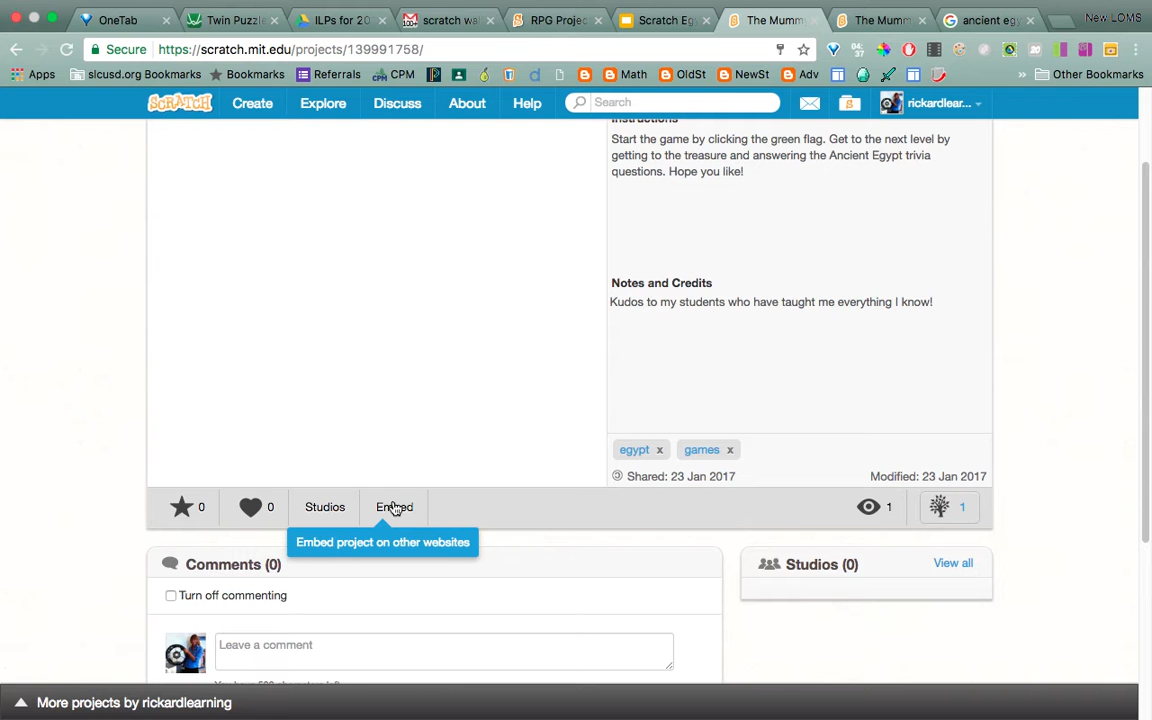 OneTab
Twin Puzzle
ILPs for 20
scratch wal
RPG Projec
Scratch Eg
The Mumm
The Mumm
ancient eg
New LOMS
Secure
https://scratch.mit.edu/projects/139991758/
Apps
slcusd.org Bookmarks
Bookmarks
Referrals
CPM
Math
OldSt
NewSt
Adv
Other Bookmarks
SCRATCH
Create
Explore
Discuss
About
Help
Search
rickardlear...
Instructions
Start the game by clicking the green flag. Get to the next level by
getting to the treasure and answering the Ancient Egypt trivia
questions. Hope you like!
Notes and Credits
Kudos to my students who have taught me everything I know!
egypt x
games x
Shared: 23 Jan 2017
Modified: 23 Jan 2017
0
0
Studios
Embed
1
1
Embed project on other websites
Comments (0)
Turn off commenting
Leave a comment
Studios (0)
View all
More projects by rickardlearning